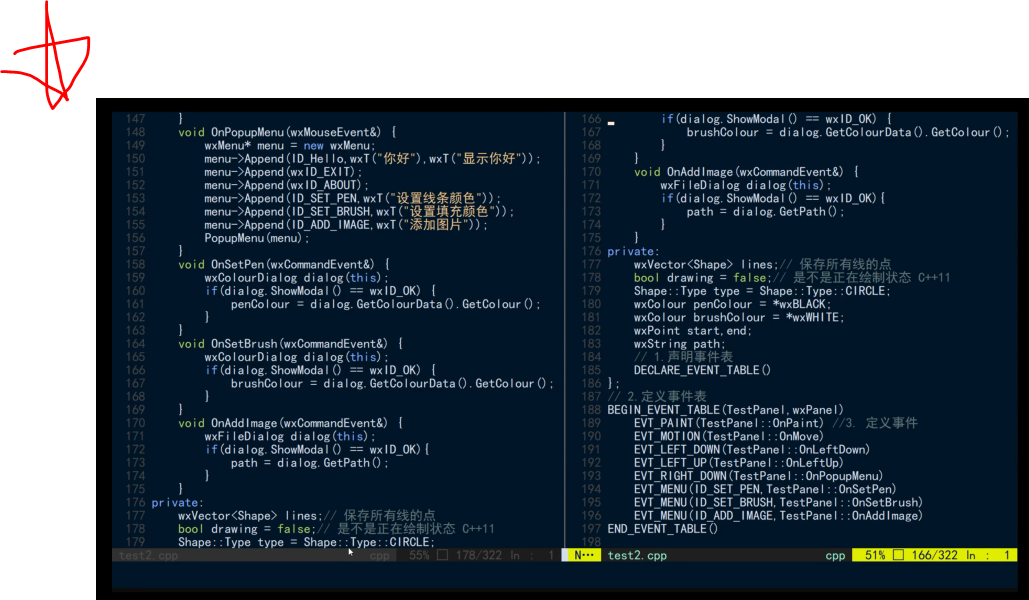 147     }
148     void OnPopupMenu(wxMouseEvent&) {
149         wxMenu* menu = new wxMenu;
150         menu->Append(ID_Hello,wxT("你好"),wxT("显示你好"));
151         menu->Append(wxID_EXIT);
152         menu->Append(wxID_ABOUT);
153         menu->Append(ID_SET_PEN,wxT("设置线条颜色"));
154         menu->Append(ID_SET_BRUSH,wxT("设置填充颜色"));
155         menu->Append(ID_ADD_IMAGE,wxT("添加图片"));
156         PopupMenu(menu);
157     }
158     void OnSetPen(wxCommandEvent&) {
159         wxColourDialog dialog(this);
160         if(dialog.ShowModal() == wxID_OK) {
161             penColour = dialog.GetColourData().GetColour();
162         }
163     }
164     void OnSetBrush(wxCommandEvent&) {
165         wxColourDialog dialog(this);
166         if(dialog.ShowModal() == wxID_OK) {
167             brushColour = dialog.GetColourData().GetColour();
168         }
169     }
170     void OnAddImage(wxCommandEvent&) {
171         wxFileDialog dialog(this);
172         if(dialog.ShowModal() == wxID_OK){
173             path = dialog.GetPath();
174         }
175     }
176 private:
177     wxVector<Shape> lines;// 保存所有线的点
178     bool drawing = false;// 是不是正在绘制状态 C++11
179     Shape::Type type = Shape::Type::CIRCLE;
test2.cpp cpp 55% 178/322 ln : 1
166         if(dialog.ShowModal() == wxID_OK) {
167             brushColour = dialog.GetColourData().GetColour();
168         }
169     }
170     void OnAddImage(wxCommandEvent&) {
171         wxFileDialog dialog(this);
172         if(dialog.ShowModal() == wxID_OK){
173             path = dialog.GetPath();
174         }
175     }
176 private:
177     wxVector<Shape> lines;// 保存所有线的点
178     bool drawing = false;// 是不是正在绘制状态 C++11
179     Shape::Type type = Shape::Type::CIRCLE;
180     wxColour penColour = *wxBLACK;
181     wxColour brushColour = *wxWHITE;
182     wxPoint start,end;
183     wxString path;
184     // 1.声明事件表
185     DECLARE_EVENT_TABLE()
186 };
187 // 2.定义事件表
188 BEGIN_EVENT_TABLE(TestPanel,wxPanel)
189     EVT_PAINT(TestPanel::OnPaint) //3. 定义事件
190     EVT_MOTION(TestPanel::OnMove)
191     EVT_LEFT_DOWN(TestPanel::OnLeftDown)
192     EVT_LEFT_UP(TestPanel::OnLeftUp)
193     EVT_RIGHT_DOWN(TestPanel::OnPopupMenu)
194     EVT_MENU(ID_SET_PEN,TestPanel::OnSetPen)
195     EVT_MENU(ID_SET_BRUSH,TestPanel::OnSetBrush)
196     EVT_MENU(ID_ADD_IMAGE,TestPanel::OnAddImage)
197 END_EVENT_TABLE()
198
N… test2.cpp cpp 51% 166/322 ln : 1